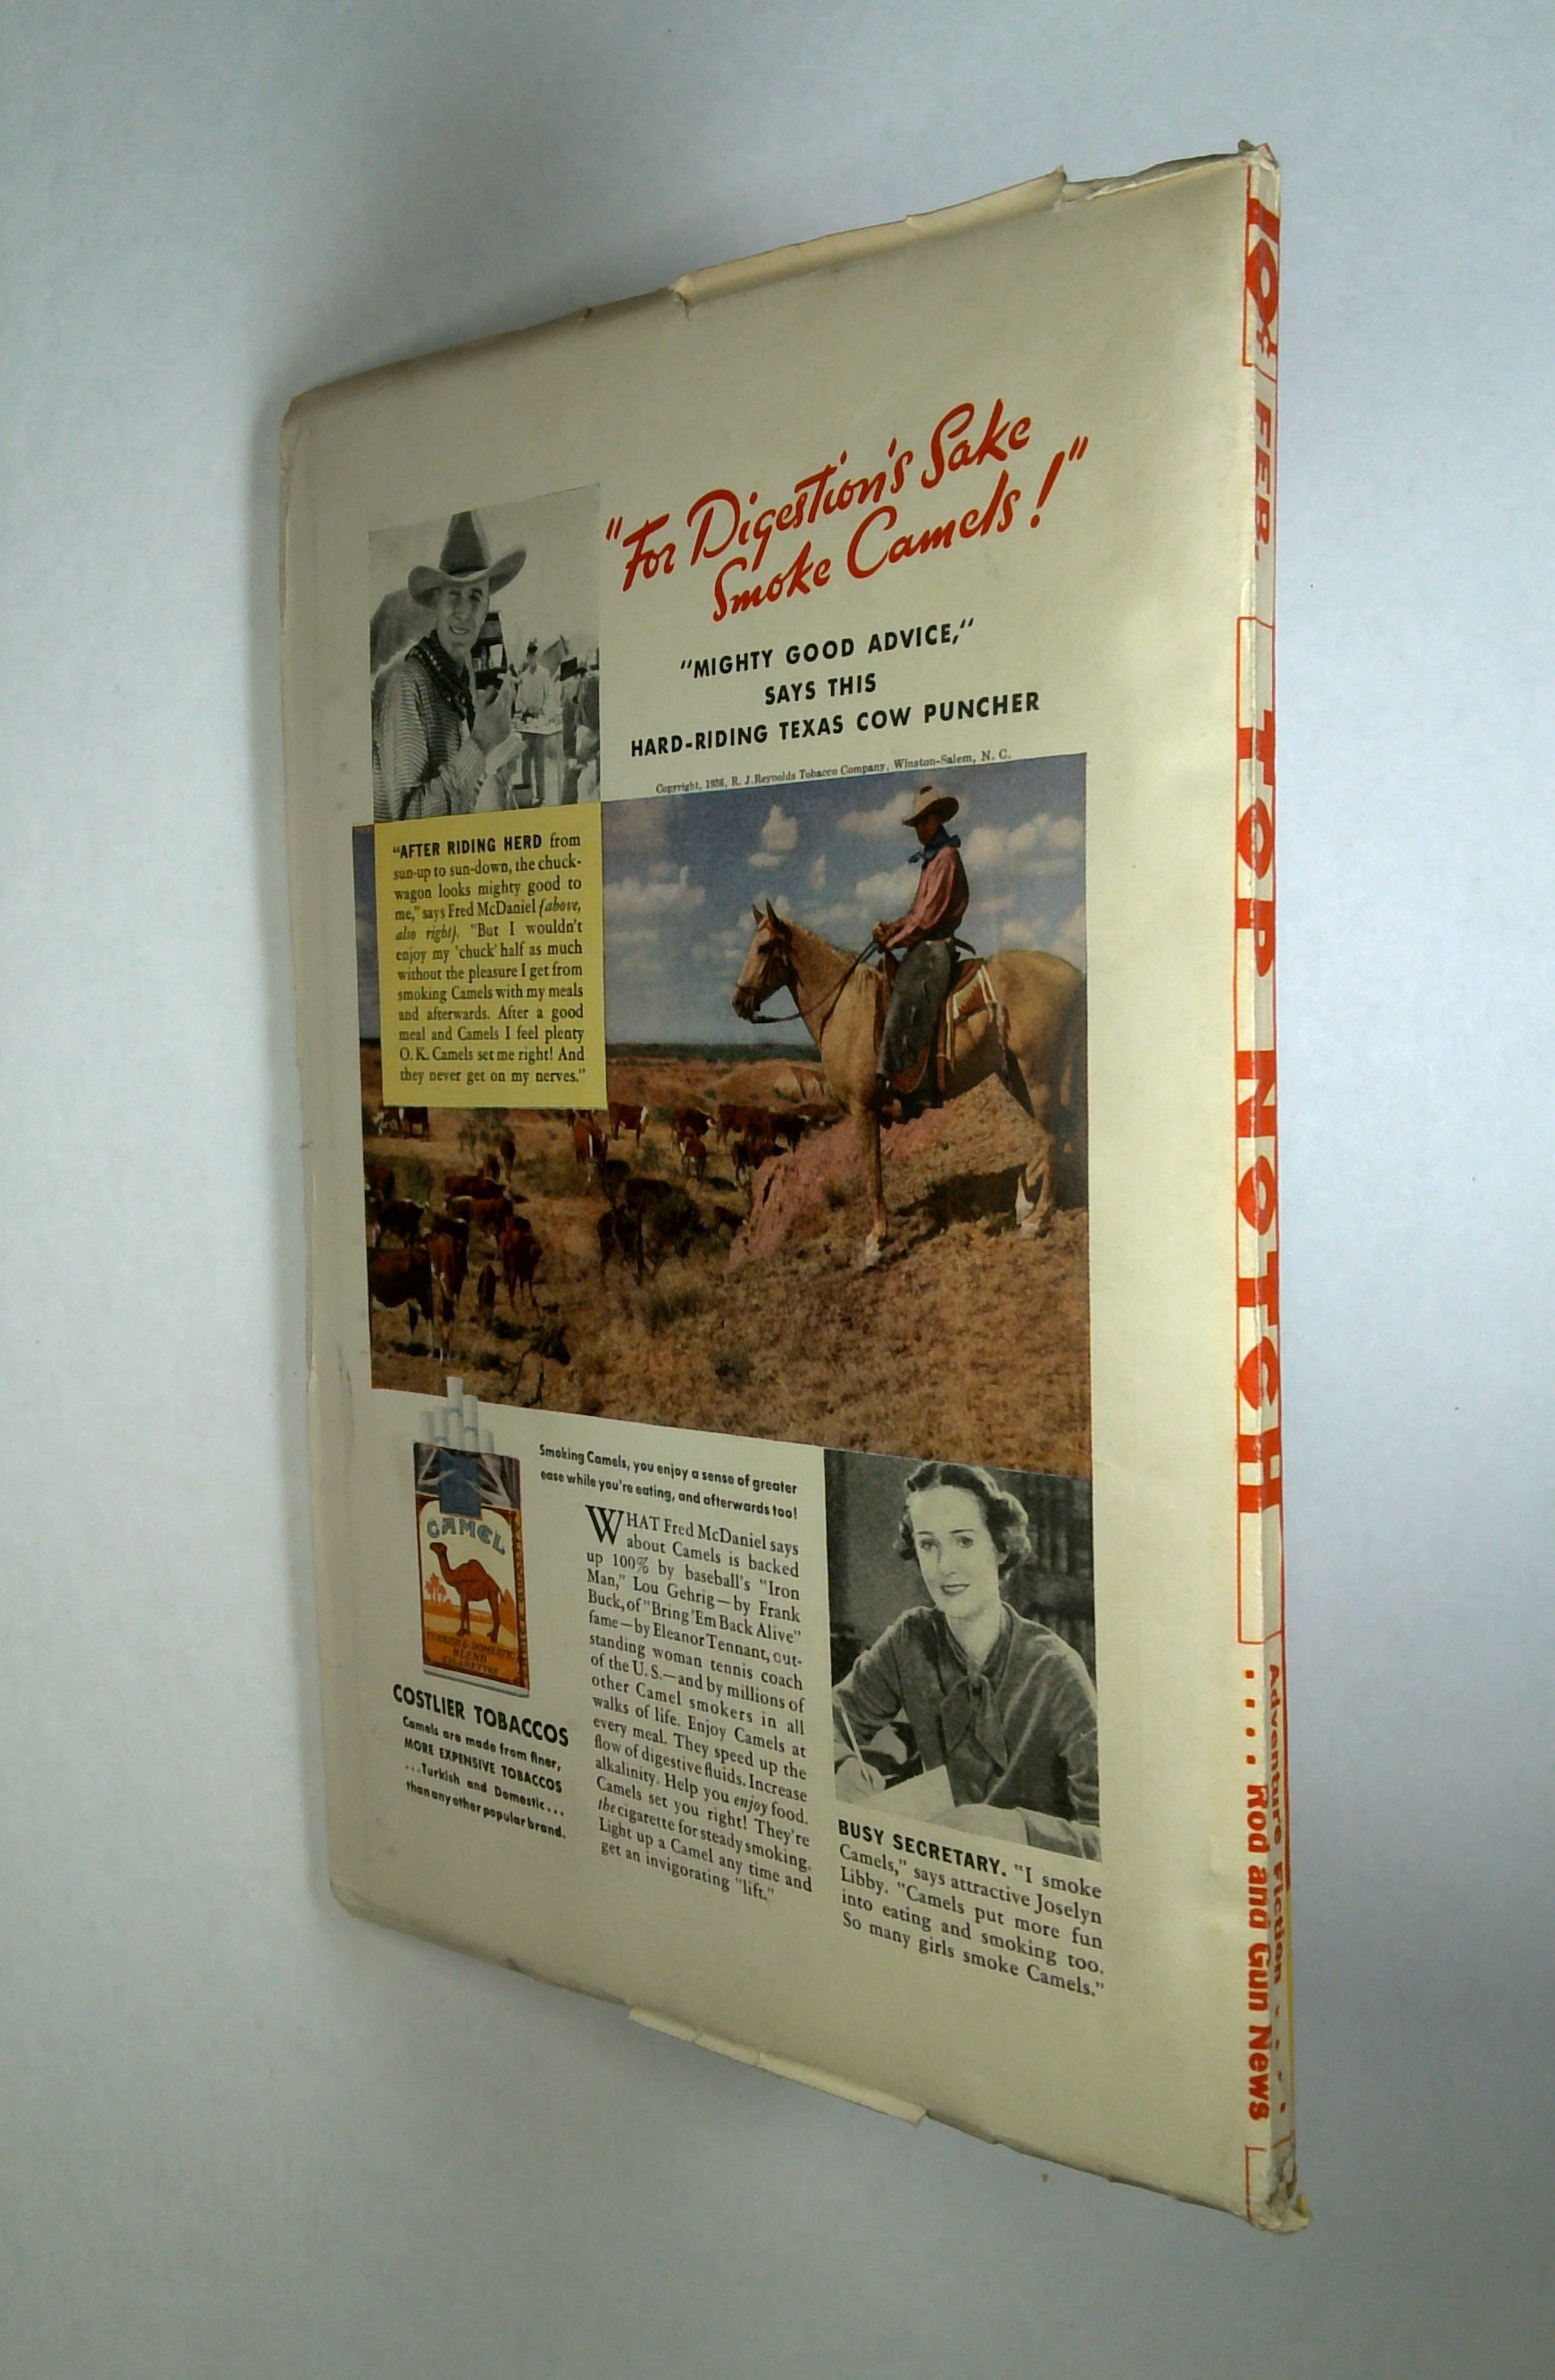 "For Digestion's Sake
Smoke Camels!"
"MIGHTY GOOD ADVICE,"
SAYS THIS
HARD-RIDING TEXAS COW PUNCHER
Copyright, 1936, R. J. Reynolds Tobacco Company, Winston-Salem, N. C.
"AFTER RIDING HERD from
sun-up to sun-down, the chuck-
wagon looks mighty good to
me," says Fred McDaniel (above,
also right). "But I wouldn't
enjoy my 'chuck' half as much
without the pleasure I get from
smoking Camels with my meals
and afterwards. After a good
meal and Camels I feel plenty
O.K. Camels set me right! And
they never get on my nerves."
Smoking Camels, you enjoy a sense of greater
ease while you're eating, and afterwards too!
WHAT Fred McDaniel says
about Camels is backed
up 100% by baseball's "Iron
Man," Lou Gehrig—by Frank
Buck, of "Bring 'Em Back Alive"
fame—by Eleanor Tennant, out-
standing woman tennis coach
of the U. S.—and by millions of
other Camel smokers in all
walks of life. Enjoy Camels at
every meal. They speed up the
flow of digestive fluids. Increase
alkalinity. Help you enjoy food.
Camels set you right! They're
the cigarette for steady smoking.
Light up a Camel any time and
get an invigorating "lift."
CAMEL
TURKISH & DOMESTIC
BLEND
CIGARETTES
COSTLIER TOBACCOS
Camels are made from finer,
MORE EXPENSIVE TOBACCOS
...Turkish and Domestic...
than any other popular brand.
BUSY SECRETARY. "I smoke
Camels," says attractive Joselyn
Libby. "Camels put more fun
into eating and smoking too.
So many girls smoke Camels."
10¢
FEB.
TOP-NOTCH
Adventure Fiction . . . .
. . . . Rod and Gun News